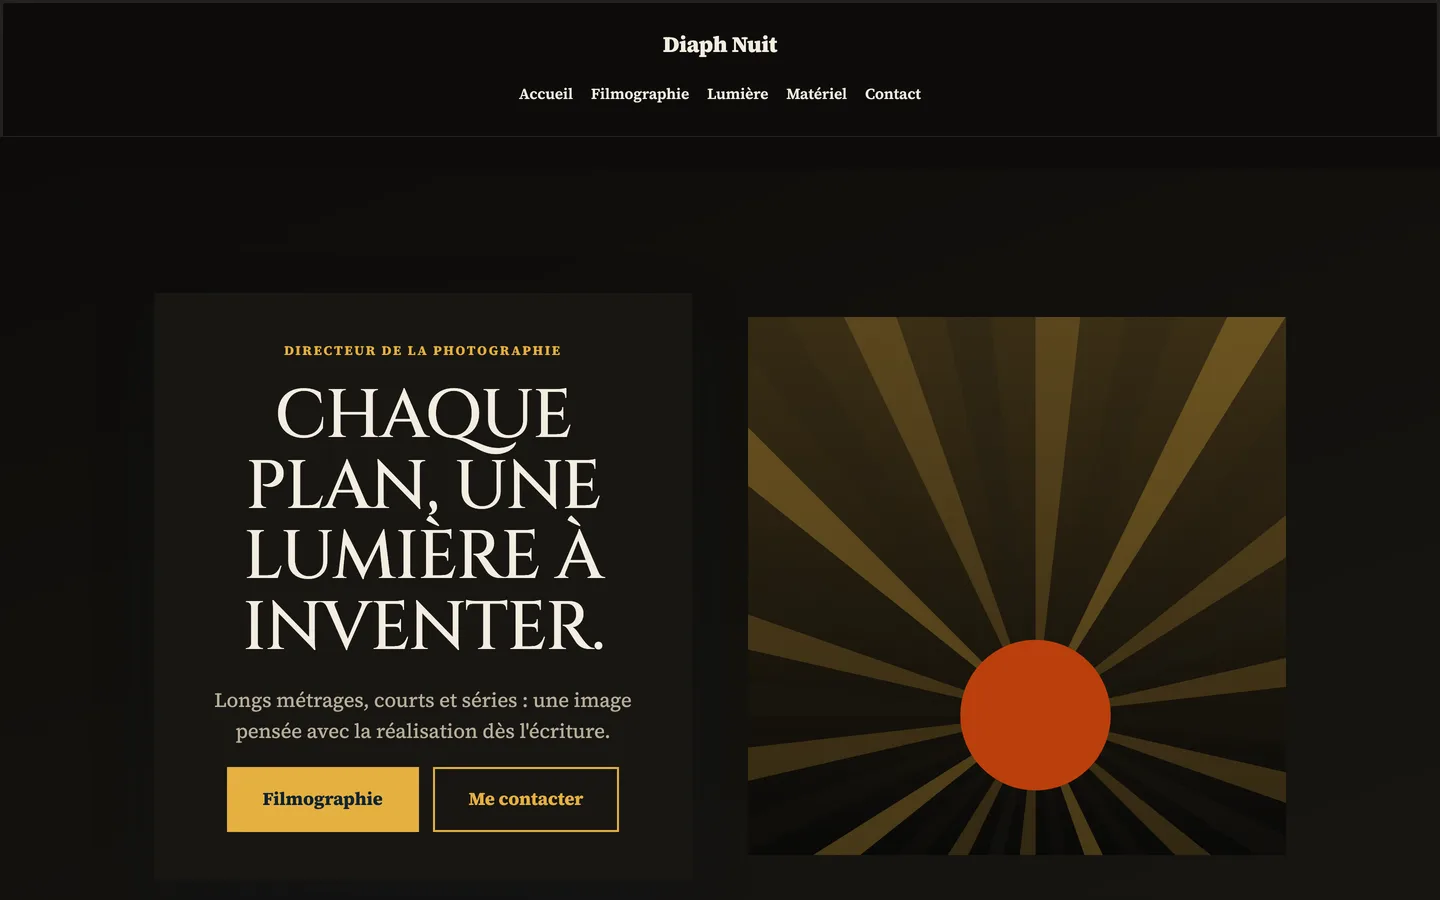 Diaph Nuit
Accueil Filmographie Lumière Matériel Contact
DIRECTEUR DE LA PHOTOGRAPHIE
CHAQUE
PLAN, UNE
LUMIÈRE À
INVENTER.
Longs métrages, courts et séries : une image
pensée avec la réalisation dès l'écriture.
Filmographie
Me contacter